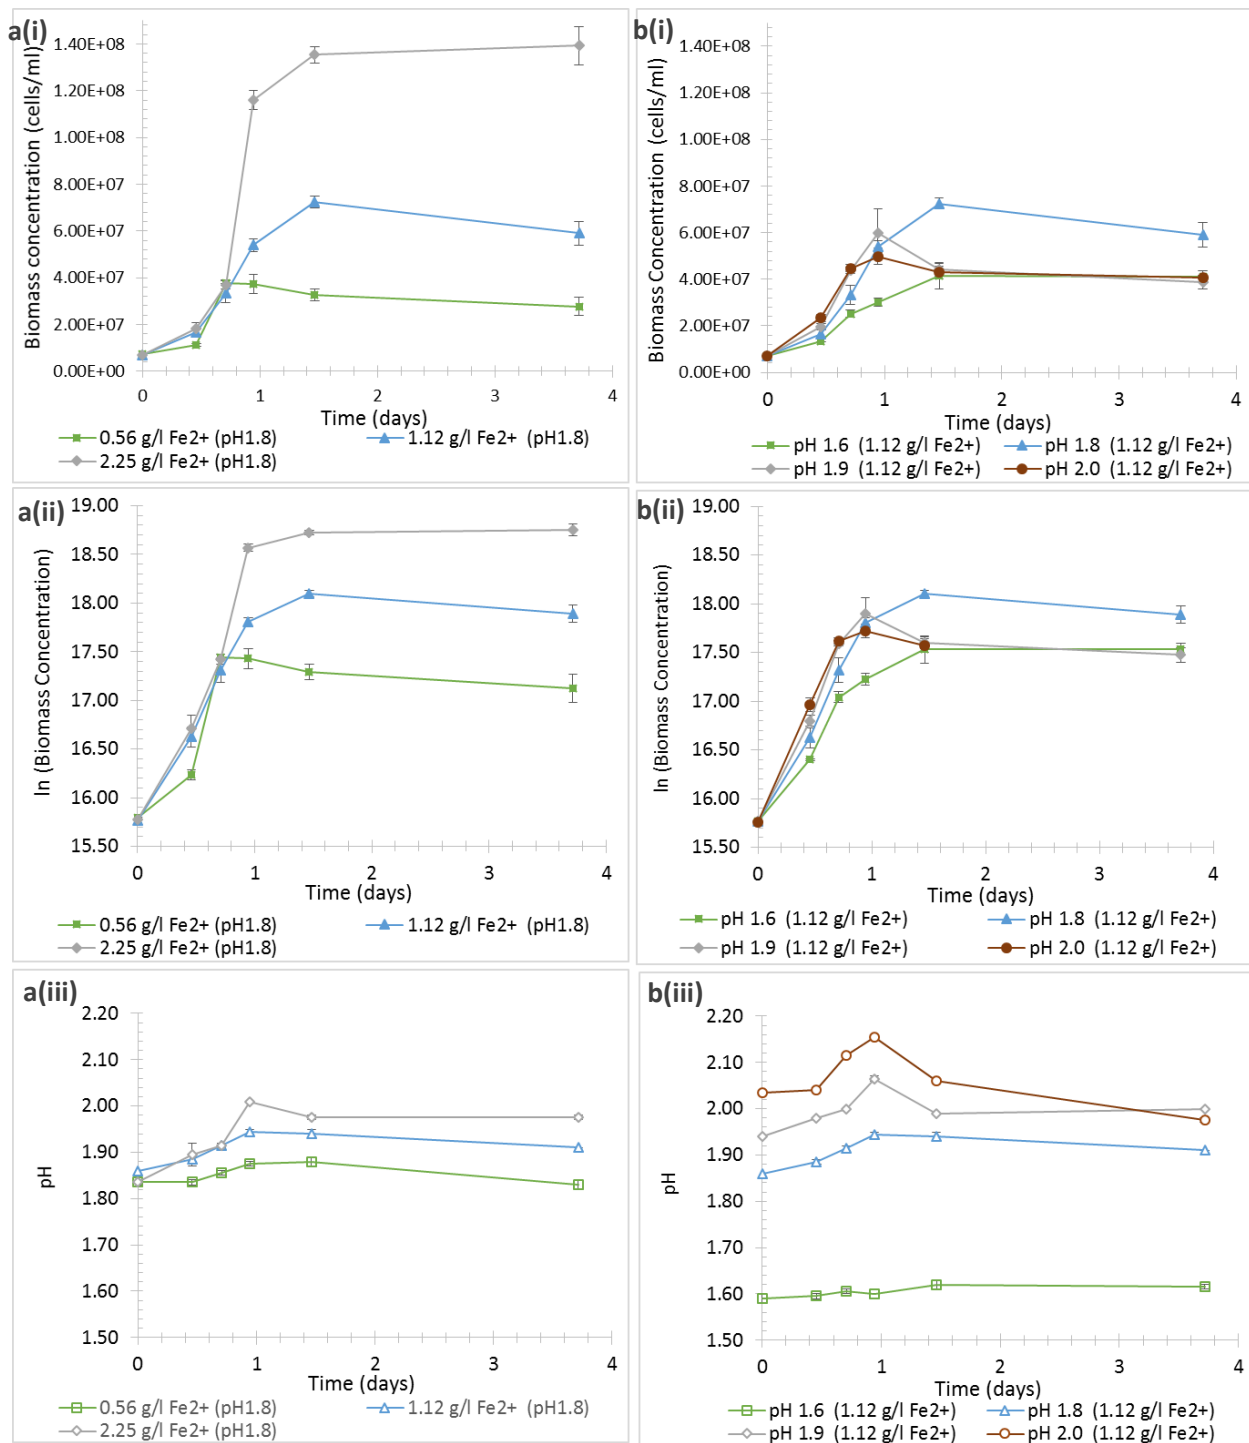 a(i)
Biomass concentration (cells/ml)
1.40E+08
1.20E+08
1.00E+08
8.00E+07
6.00E+07
4.00E+07
2.00E+07
0.00E+00
0 1 2 3 4
Time (days)
0.56 g/l Fe2+ (pH1.8) 1.12 g/l Fe2+ (pH1.8)
2.25 g/l Fe2+ (pH1.8)
b(i)
Biomass Concentration (cells/ml)
1.40E+08
1.20E+08
1.00E+08
8.00E+07
6.00E+07
4.00E+07
2.00E+07
0.00E+00
0 1 2 3 4
Time (days)
pH 1.6 (1.12 g/l Fe2+) pH 1.8 (1.12 g/l Fe2+)
pH 1.9 (1.12 g/l Fe2+) pH 2.0 (1.12 g/l Fe2+)
a(ii)
ln (Biomass Concentration)
19.00
18.50
18.00
17.50
17.00
16.50
16.00
15.50
0 1 2 3 4
Time (days)
0.56 g/l Fe2+ (pH1.8) 1.12 g/l Fe2+ (pH1.8)
2.25 g/l Fe2+ (pH1.8)
b(ii)
ln (Biomass Concentration)
19.00
18.50
18.00
17.50
17.00
16.50
16.00
15.50
0 1 2 3 4
Time (days)
pH 1.6 (1.12 g/l Fe2+) pH 1.8 (1.12 g/l Fe2+)
pH 1.9 (1.12 g/l Fe2+) pH 2.0 (1.12 g/l Fe2+)
a(iii)
pH
2.20
2.10
2.00
1.90
1.80
1.70
1.60
1.50
0 1 2 3 4
Time (days)
0.56 g/l Fe2+ (pH1.8) 1.12 g/l Fe2+ (pH1.8)
2.25 g/l Fe2+ (pH1.8)
b(iii)
pH
2.20
2.10
2.00
1.90
1.80
1.70
1.60
1.50
0 1 2 3 4
Time (days)
pH 1.6 (1.12 g/l Fe2+) pH 1.8 (1.12 g/l Fe2+)
pH 1.9 (1.12 g/l Fe2+) pH 2.0 (1.12 g/l Fe2+)